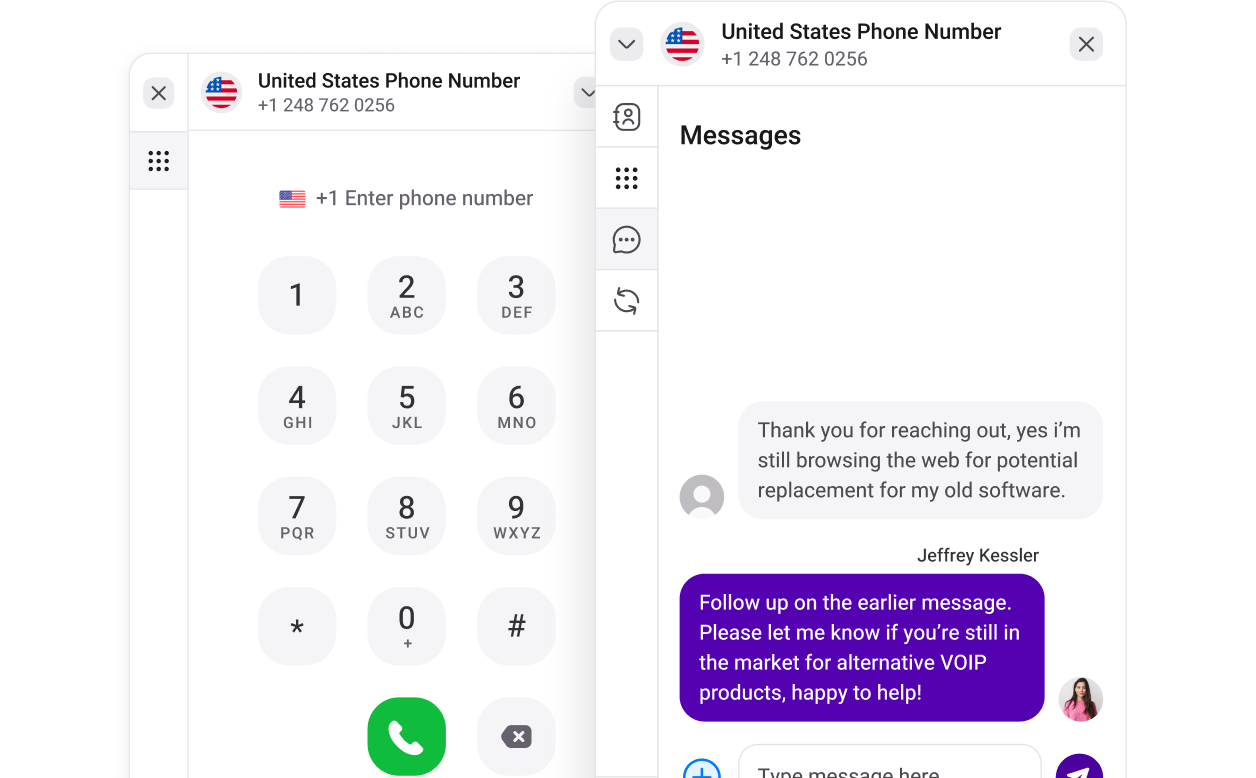 United States Phone Number
+1 248 762 0256
+1 Enter phone number
1
2
ABC
3
DEF
4
GHI
5
JKL
6
MNO
7
PQR
8
STUV
9
WXYZ
*
0
+
#
United States Phone Number
+1 248 762 0256
Messages
Thank you for reaching out, yes i’m
still browsing the web for potential
replacement for my old software.
Jeffrey Kessler
Follow up on the earlier message.
Please let me know if you’re still in
the market for alternative VOIP
products, happy to help!
Type message here